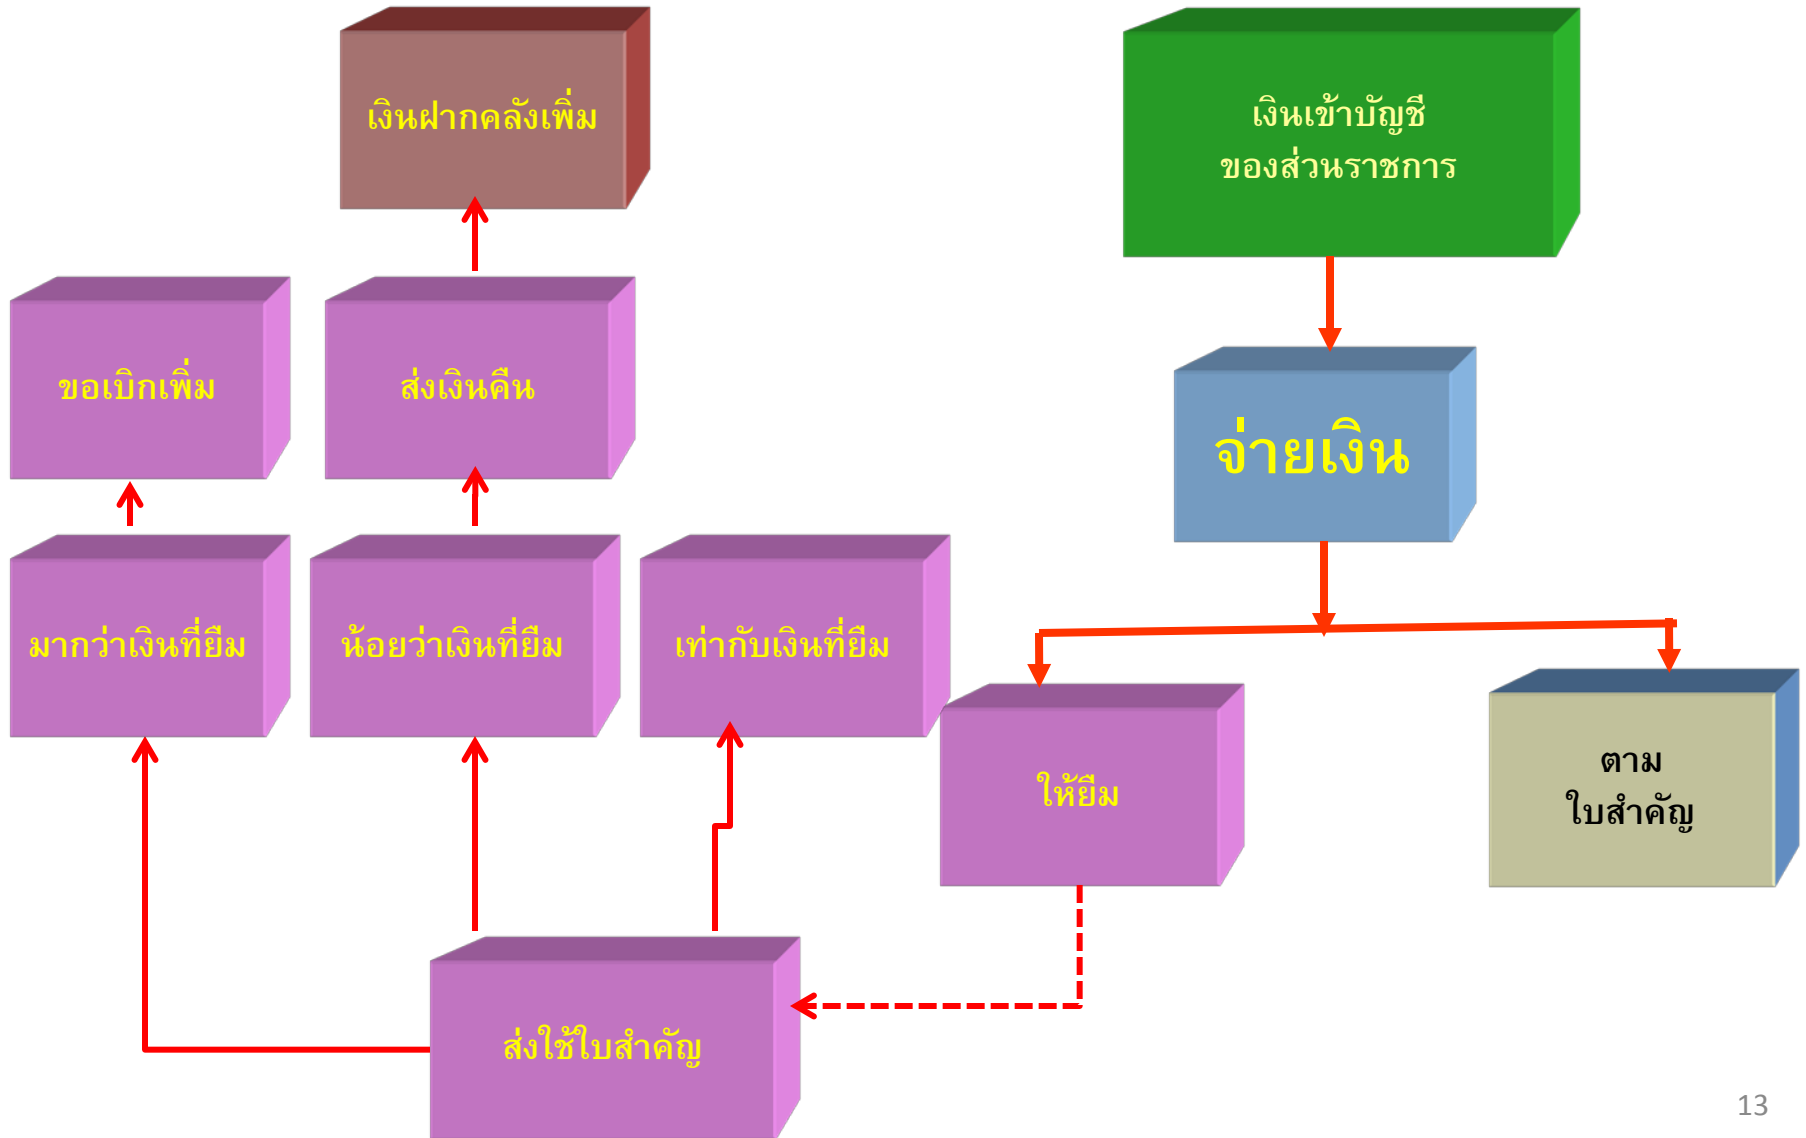 เงินฝากคลังเพิ่ม
เงินเข้าบัญชี
ของส่วนราชการ
ขอเบิกเพิ่ม
ส่งเงินคืน
จ่ายเงิน
มากว่าเงินที่ยืม
น้อยว่าเงินที่ยืม
เท่ากับเงินที่ยืม
ให้ยืม
ตาม
ใบสำคัญ
ส่งใช้ใบสำคัญ
13